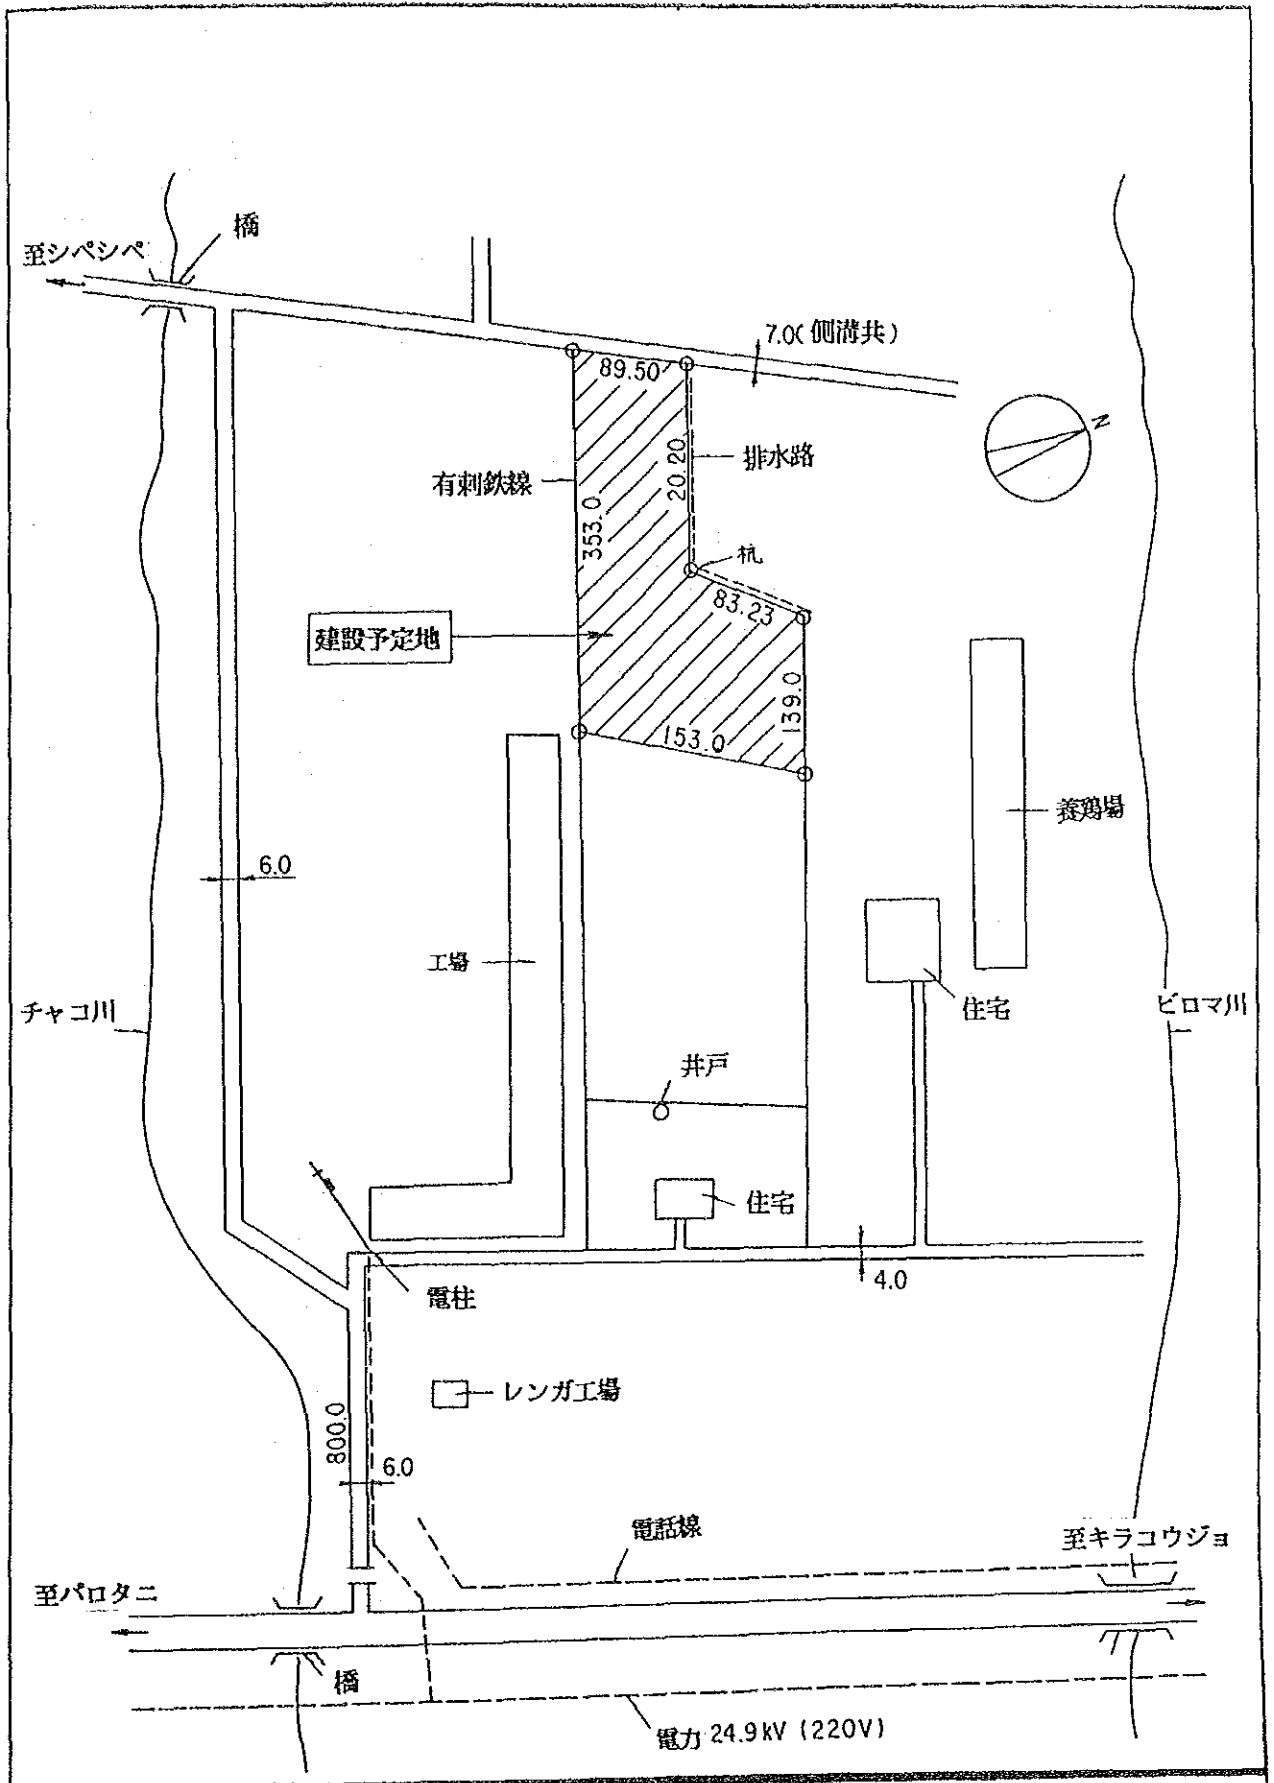 橋
至シペシペ
7.0(側溝共)
89.50
N
20.20
排水路
有刺鉄線
353.0
杭
83.23
建設予定地
139.0
153.0
養鶏場
6.0
工場
チャコ川
住宅
ビロマ川
井戸
住宅
4.0
電柱
レンガ工場
800.0
6.0
電話線
至キラコウジョ
至パロタニ
橋
電力 24.9kV (220V)